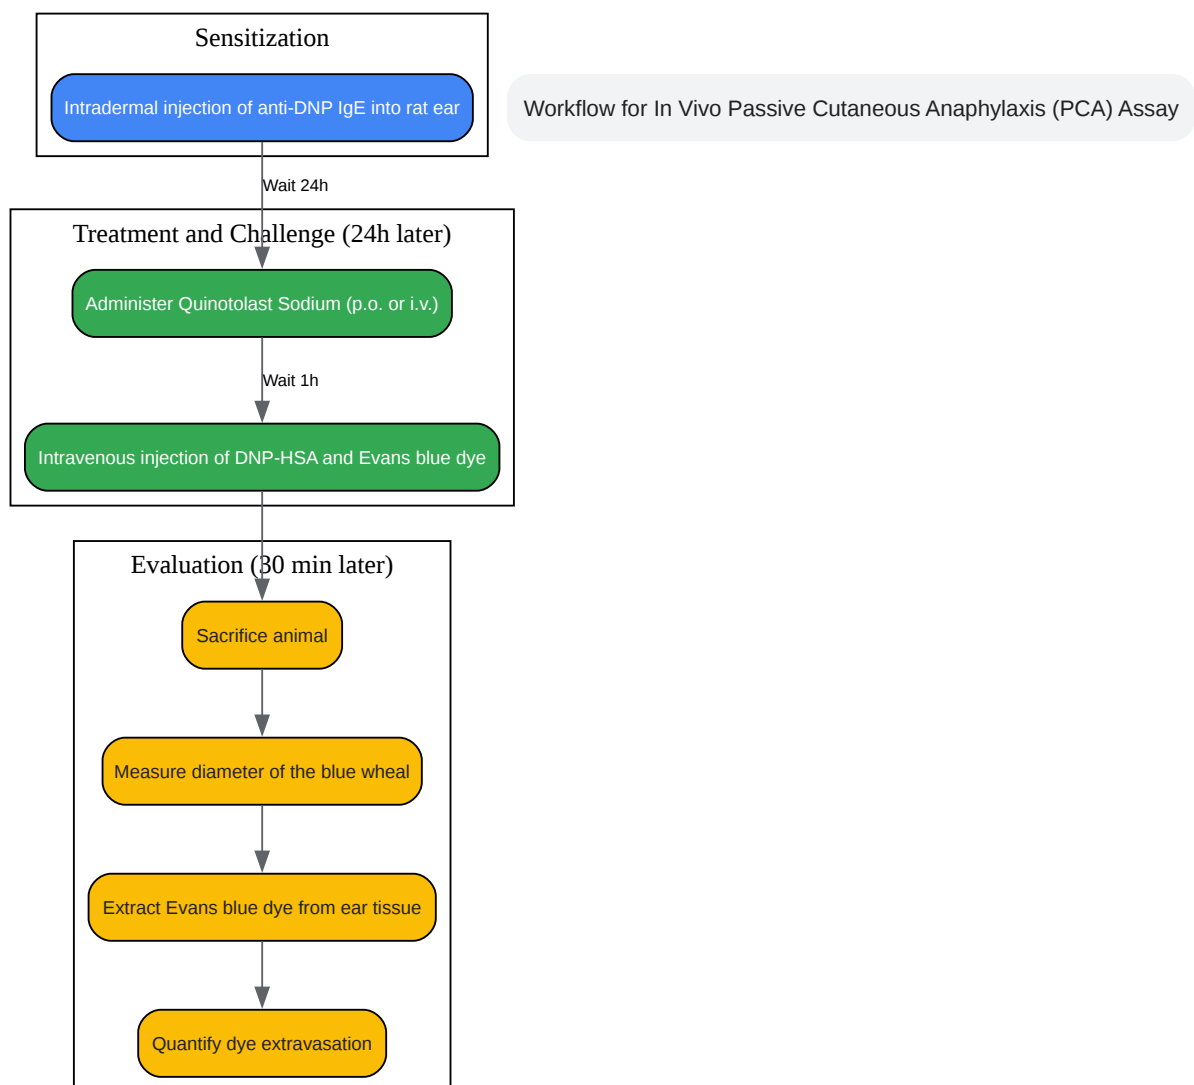 Sensitization
Intradermal injection of anti-DNP IgE into rat ear
Workflow for In Vivo Passive Cutaneous Anaphylaxis (PCA) Assay
Wait 24h
Treatment and Challenge (24h later)
Administer Quinotolast Sodium (p.o. or i.v.)
Wait 1h
Intravenous injection of DNP-HSA and Evans blue dye
Evaluation (30 min later)
Sacrifice animal
Measure diameter of the blue wheal
Extract Evans blue dye from ear tissue
Quantify dye extravasation